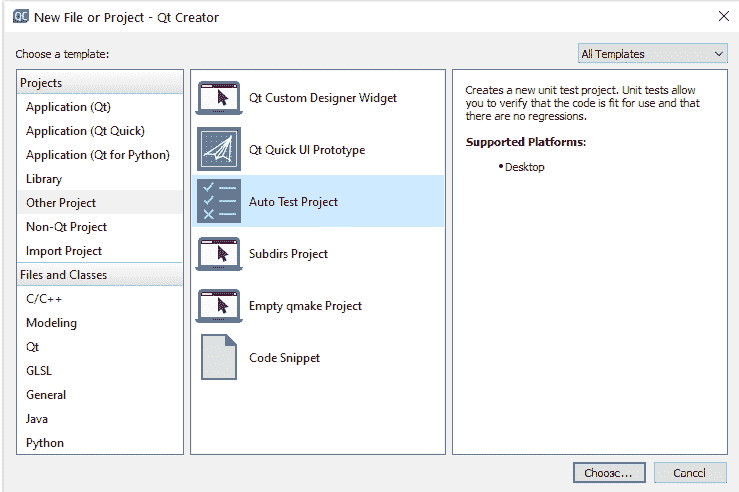 QC New File or Project - Qt Creator
Choose a template:
All Templates
Projects
Application (Qt)
Application (Qt Quick)
Application (Qt for Python)
Library
Other Project
Non-Qt Project
Import Project
Files and Classes
C/C++
Modeling
Qt
GLSL
General
Java
Python
Qt Custom Designer Widget
Qt Quick UI Prototype
Auto Test Project
Subdirs Project
Empty qmake Project
Code Snippet
Creates a new unit test project. Unit tests allow
you to verify that the code is fit for use and that
there are no regressions.
Supported Platforms:
•Desktop
Choose...
Cancel